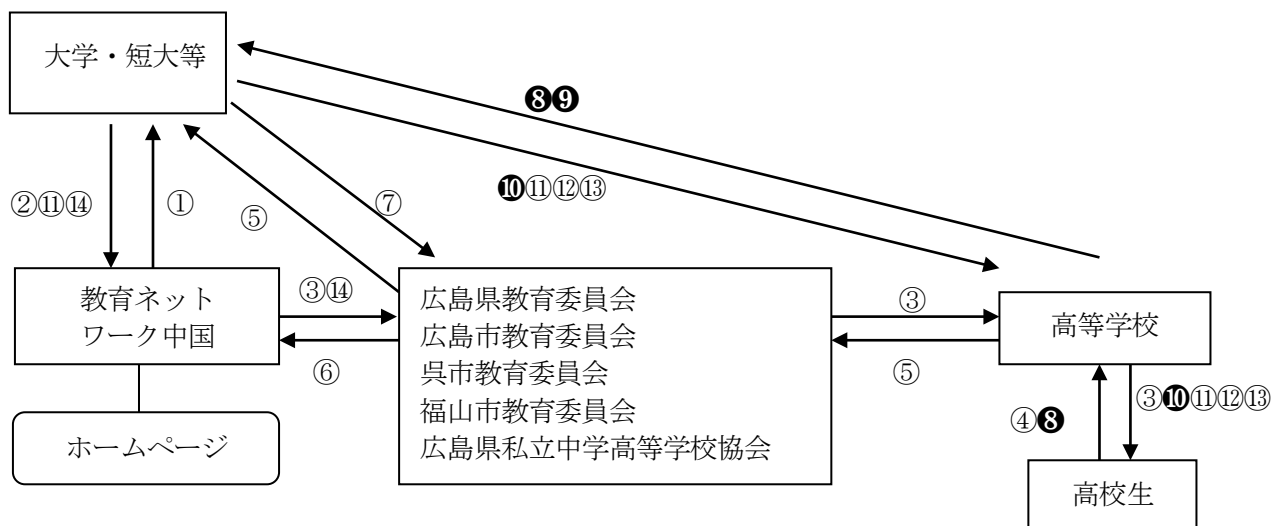 大学・短大等
❽❾
❿⑪⑫⑬
②⑪⑭
①
⑤
⑦
教育ネット
ワーク中国
③⑭
⑥
広島県教育委員会
広島市教育委員会
呉市教育委員会
福山市教育委員会
広島県私立中学高等学校協会
③
⑤
高等学校
ホームページ
④❽
③❿⑪⑫⑬
高校生